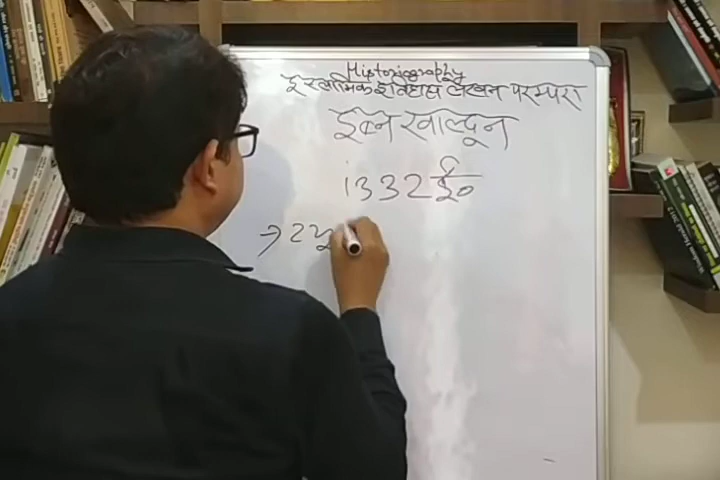 Historiography
इस्लामिक इतिहास लेखन परम्परा
इब्ने खाल्दून
1332 ई०
→ ट्यू